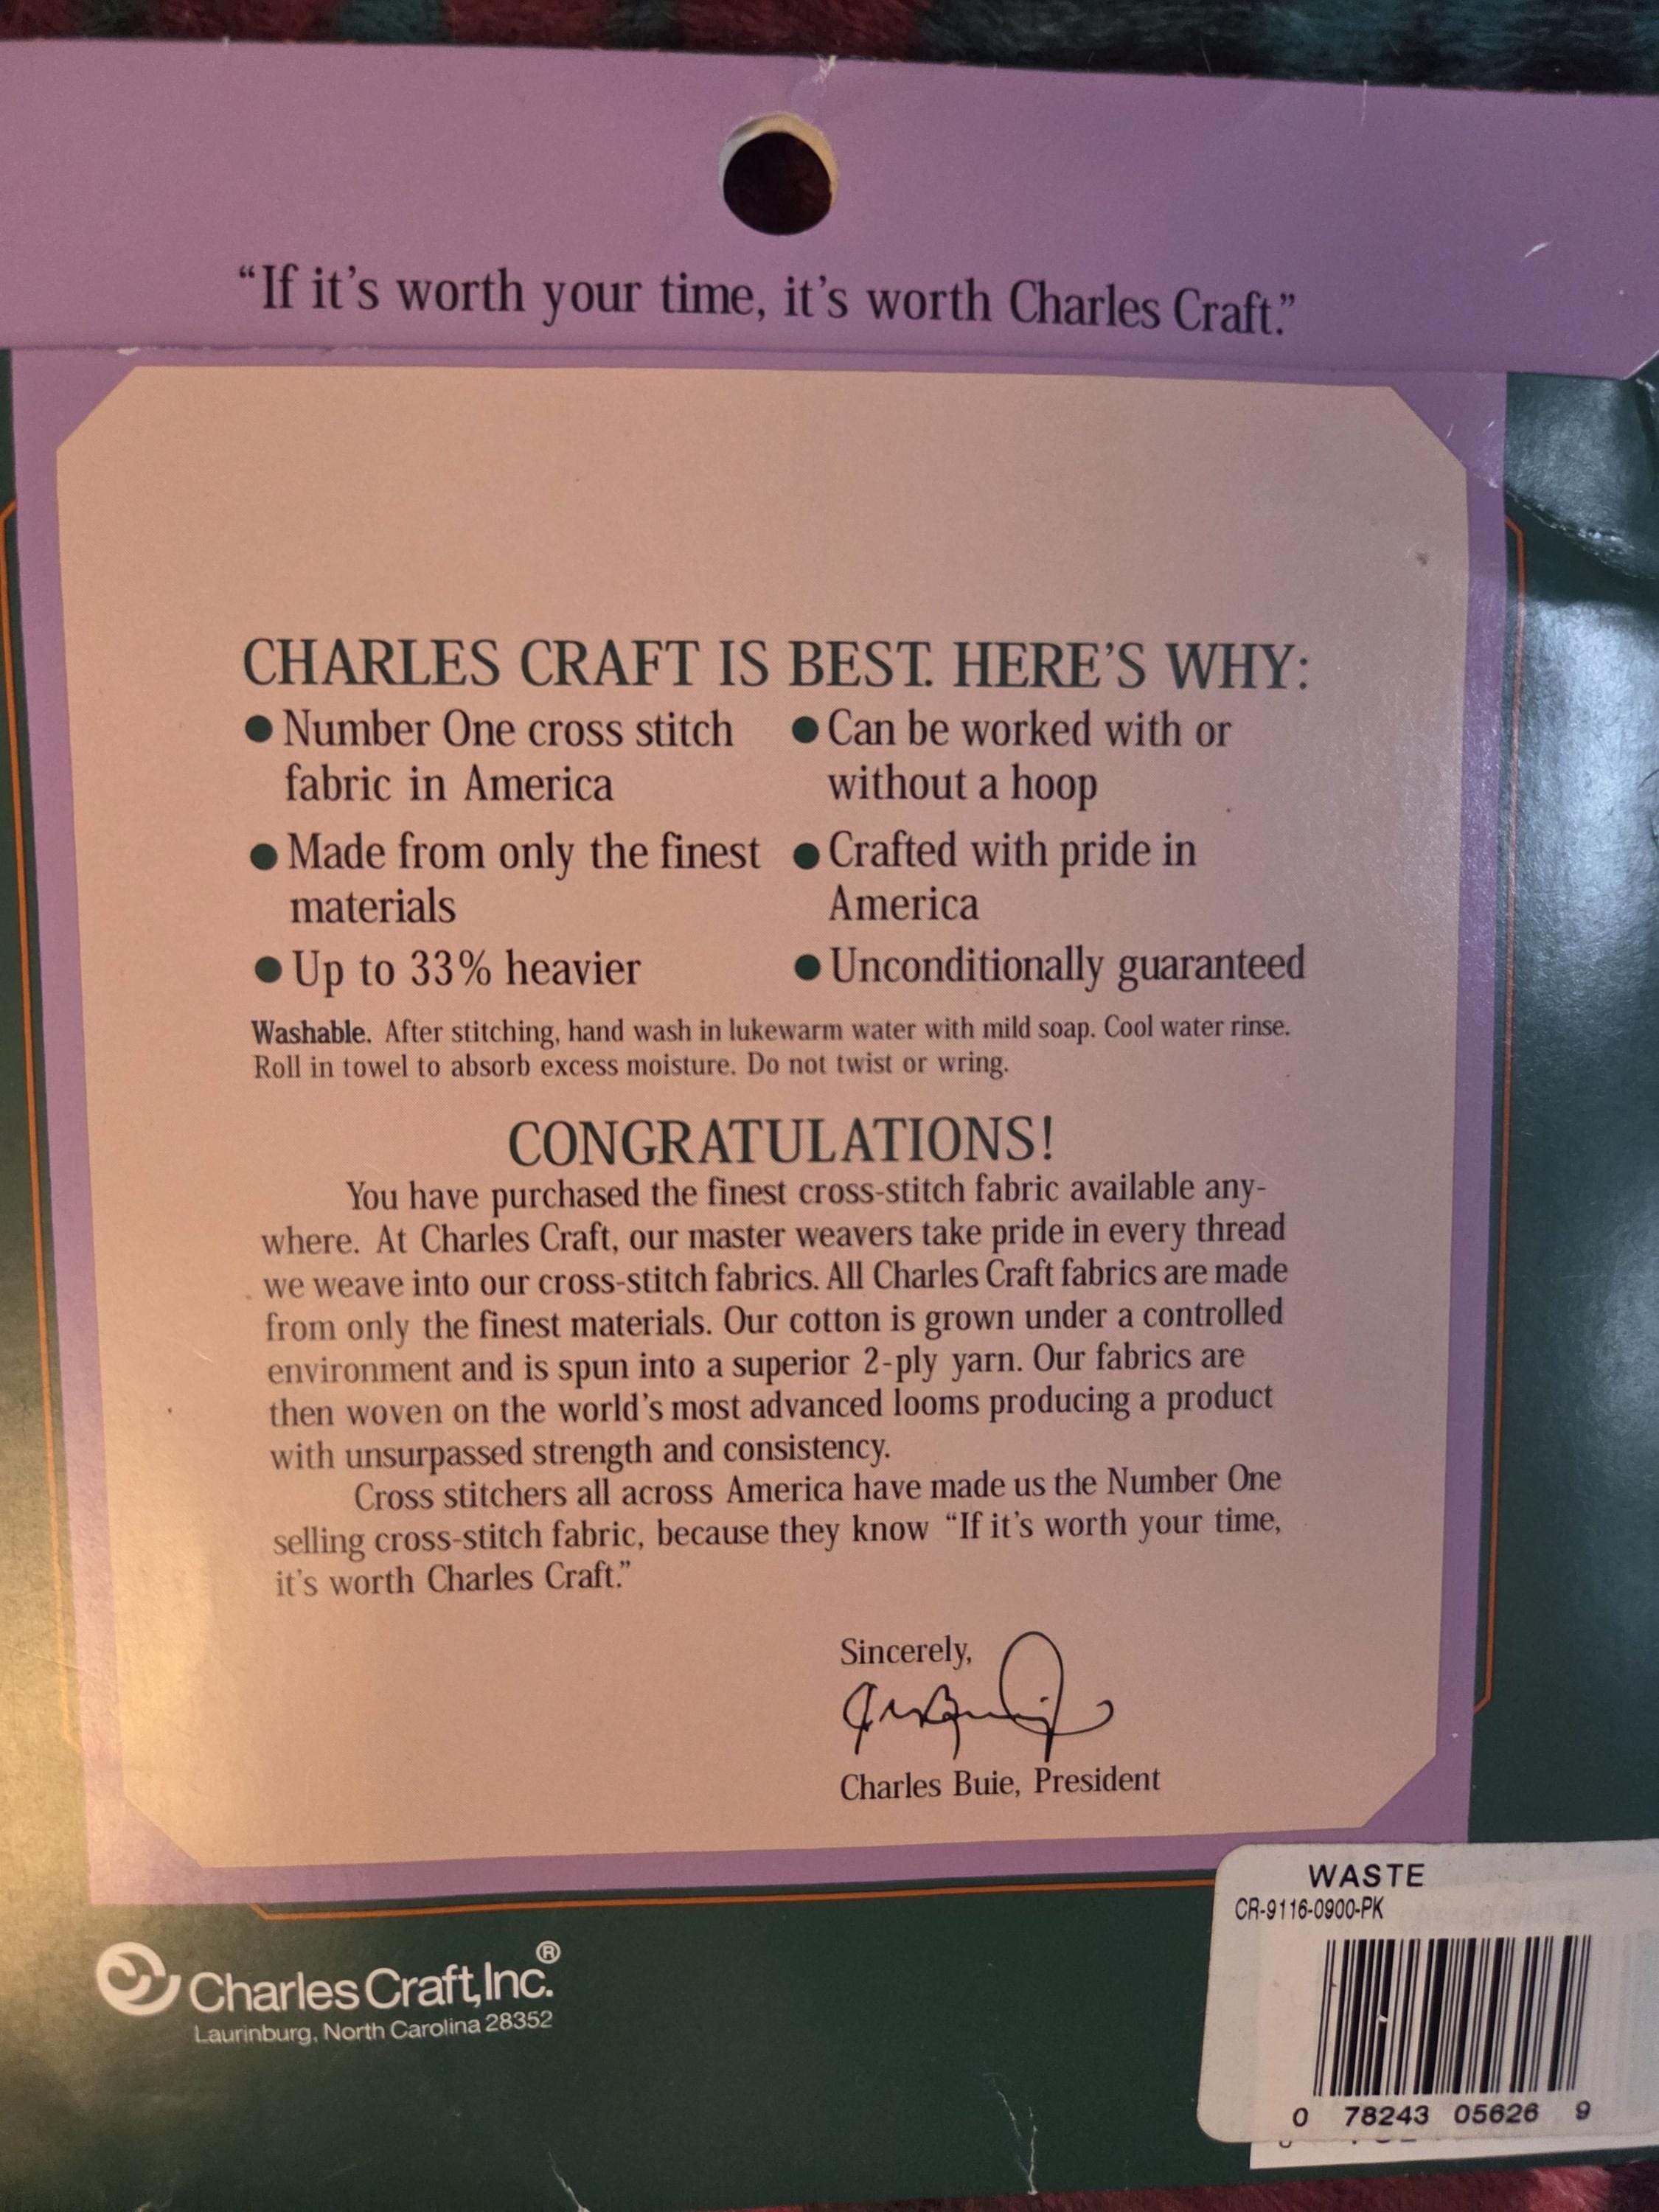 “If it’s worth your time, it’s worth Charles Craft.”
CHARLES CRAFT IS BEST. HERE’S WHY:
● Number One cross stitch
fabric in America
● Made from only the finest
materials
● Up to 33% heavier
● Can be worked with or
without a hoop
● Crafted with pride in
America
● Unconditionally guaranteed
Washable. After stitching, hand wash in lukewarm water with mild soap. Cool water rinse.
Roll in towel to absorb excess moisture. Do not twist or wring.
CONGRATULATIONS!
You have purchased the finest cross-stitch fabric available any-
where. At Charles Craft, our master weavers take pride in every thread
we weave into our cross-stitch fabrics. All Charles Craft fabrics are made
from only the finest materials. Our cotton is grown under a controlled
environment and is spun into a superior 2-ply yarn. Our fabrics are
then woven on the world’s most advanced looms producing a product
with unsurpassed strength and consistency.
Cross stitchers all across America have made us the Number One
selling cross-stitch fabric, because they know “If it’s worth your time,
it’s worth Charles Craft.”
Sincerely,
Charles Buie, President
WASTE
CR-9116-0900-PK
0 78243 05626 9
Charles Craft, Inc.®
Laurinburg, North Carolina 28352